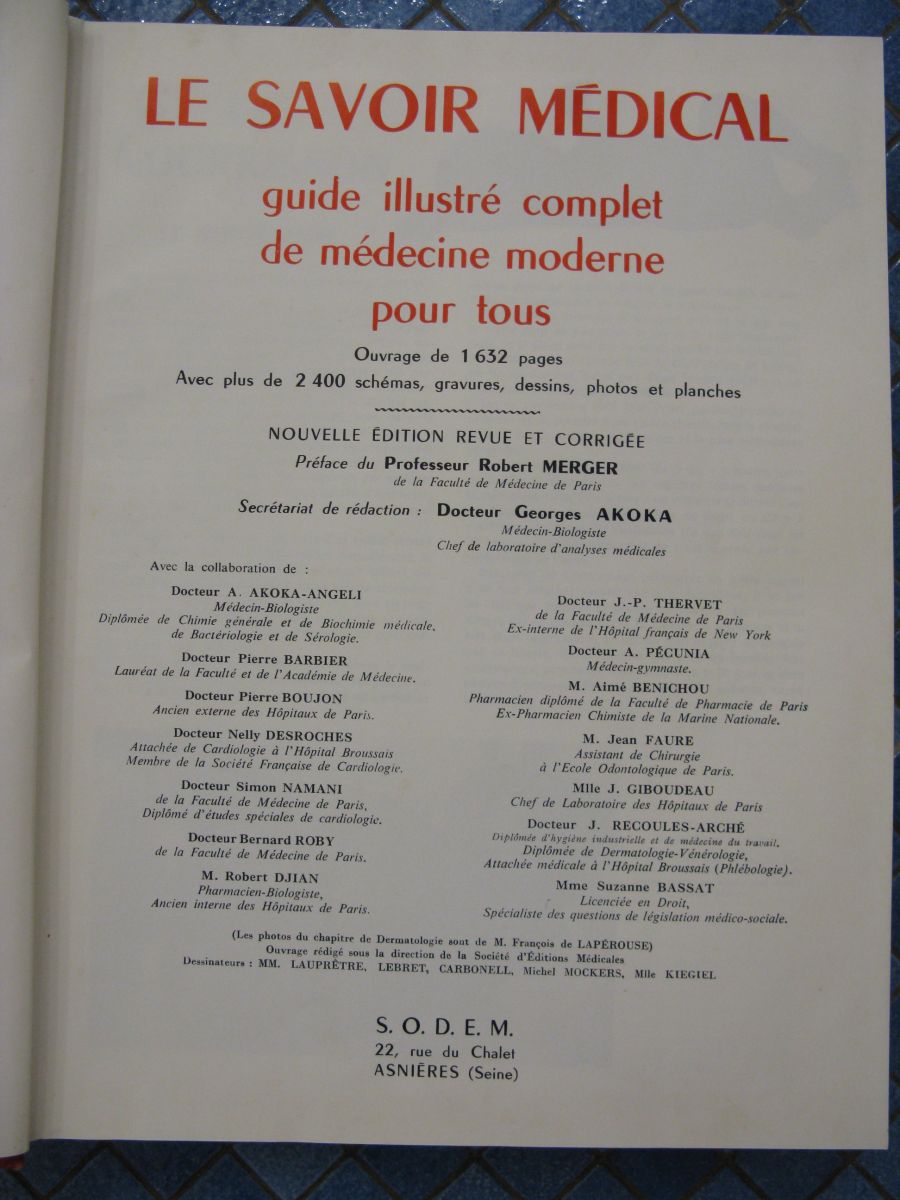 LE SAVOIR MÉDICAL
guide illustré complet
de médecine moderne
pour tous
Ouvrage de 1 632 pages
Avec plus de 2 400 schémas, gravures, dessins, photos et planches
NOUVELLE ÉDITION REVUE ET CORRIGÉE
Préface du Professeur Robert MERGER
de la Faculté de Médecine de Paris
Secrétariat de rédaction : Docteur Georges AKOKA
Médecin-Biologiste
Chef de laboratoire d'analyses médicales
Avec la collaboration de :
Docteur A. AKOKA-ANGELI
Médecin-Biologiste
Diplômée de Chimie générale et de Biochimie médicale,
de Bactériologie et de Sérologie.
Docteur Pierre BARBIER
Lauréat de la Faculté et de l'Académie de Médecine.
Docteur Pierre BOUJON
Ancien externe des Hôpitaux de Paris.
Docteur Nelly DESROCHES
Attachée de Cardiologie à l'Hôpital Broussais
Membre de la Société Française de Cardiologie.
Docteur Simon NAMANI
de la Faculté de Médecine de Paris,
Diplômé d'études spéciales de cardiologie.
Docteur Bernard ROBY
de la Faculté de Médecine de Paris.
M. Robert DJIAN
Pharmacien-Biologiste,
Ancien interne des Hôpitaux de Paris.
Docteur J.-P. THERVET
de la Faculté de Médecine de Paris
Ex-interne de l'Hôpital français de New York
Docteur A. PÉCUNIA
Médecin-gymnaste.
M. Aimé BENICHOU
Pharmacien diplômé de la Faculté de Pharmacie de Paris
Ex-Pharmacien Chimiste de la Marine Nationale.
M. Jean FAURE
Assistant de Chirurgie
à l'Ecole Odontologique de Paris.
Mlle J. GIBOUDEAU
Chef de Laboratoire des Hôpitaux de Paris
Docteur J. RECOULES-ARCHÉ
Diplômée d'hygiène industrielle et de médecine du travail,
Diplômée de Dermatologie-Vénérologie,
Attachée médicale à l'Hôpital Broussais (Phlébologie).
Mme Suzanne BASSAT
Licenciée en Droit,
Spécialiste des questions de législation médico-sociale.
(Les photos du chapitre de Dermatologie sont de M. François de LAPÉROUSE)
Ouvrage rédigé sous la direction de la Société d'Éditions Médicales
Dessinateurs : MM. LAUPRÊTRE, LEBRET, CARBONELL, Michel MOCKERS, Mlle KIEGIEL
S. O. D. E. M.
22, rue du Chalet
ASNIÈRES (Seine)